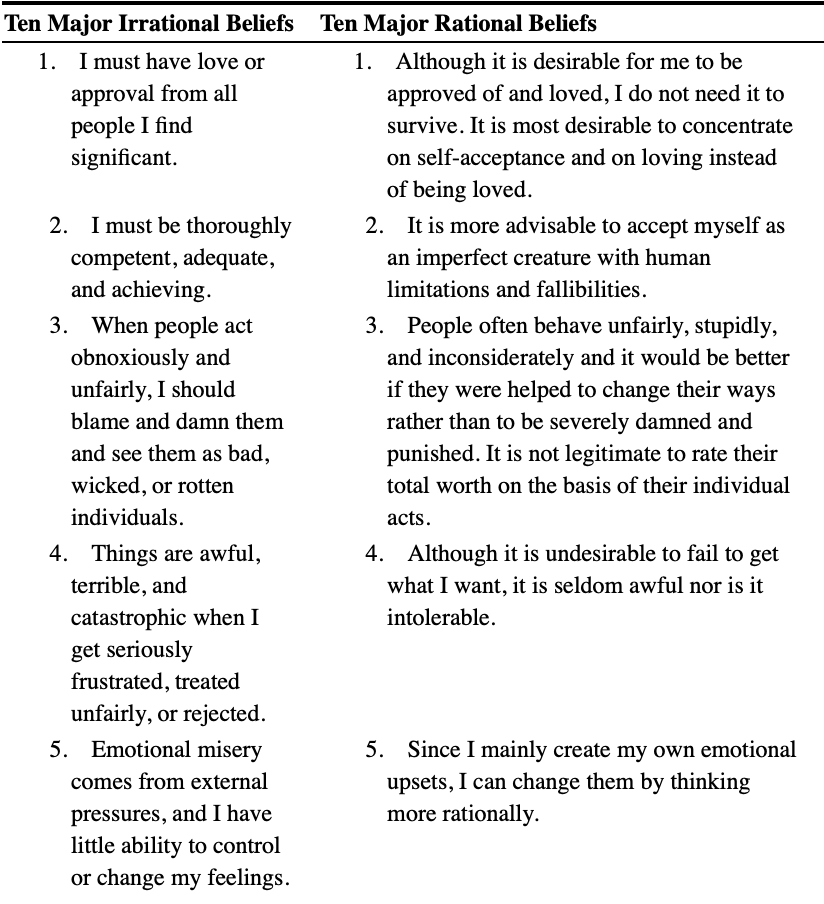 Ten Major Irrational Beliefs Ten Major Rational Beliefs
1. I must have love or
approval from all
people I find
significant.
1. Although it is desirable for me to be
approved of and loved, I do not need it to
survive. It is most desirable to concentrate
on self-acceptance and on loving instead
of being loved.
2. I must be thoroughly
competent, adequate,
and achieving.
2. It is more advisable to accept myself as
an imperfect creature with human
limitations and fallibilities.
3. When people act
obnoxiously and
unfairly, I should
blame and damn them
and see them as bad,
wicked, or rotten
individuals.
3. People often behave unfairly, stupidly,
and inconsiderately and it would be better
if they were helped to change their ways
rather than to be severely damned and
punished. It is not legitimate to rate their
total worth on the basis of their individual
acts.
4. Things are awful,
terrible, and
catastrophic when I
get seriously
frustrated, treated
unfairly, or rejected.
4. Although it is undesirable to fail to get
what I want, it is seldom awful nor is it
intolerable.
5. Emotional misery
comes from external
pressures, and I have
little ability to control
or change my feelings.
5. Since I mainly create my own emotional
upsets, I can change them by thinking
more rationally.